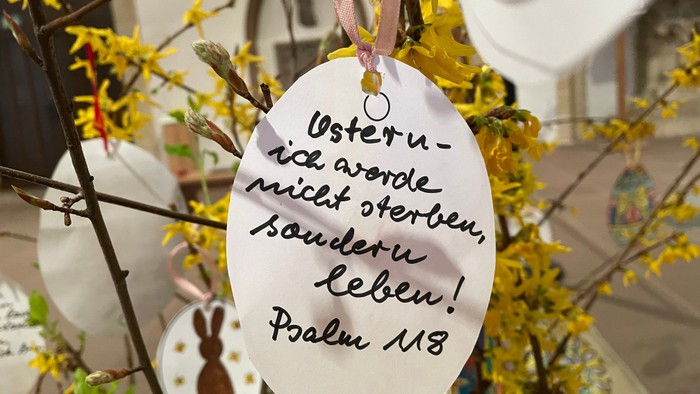 Ostern -
ich werde
nicht sterben,
sondern
leben!
Psalm 118